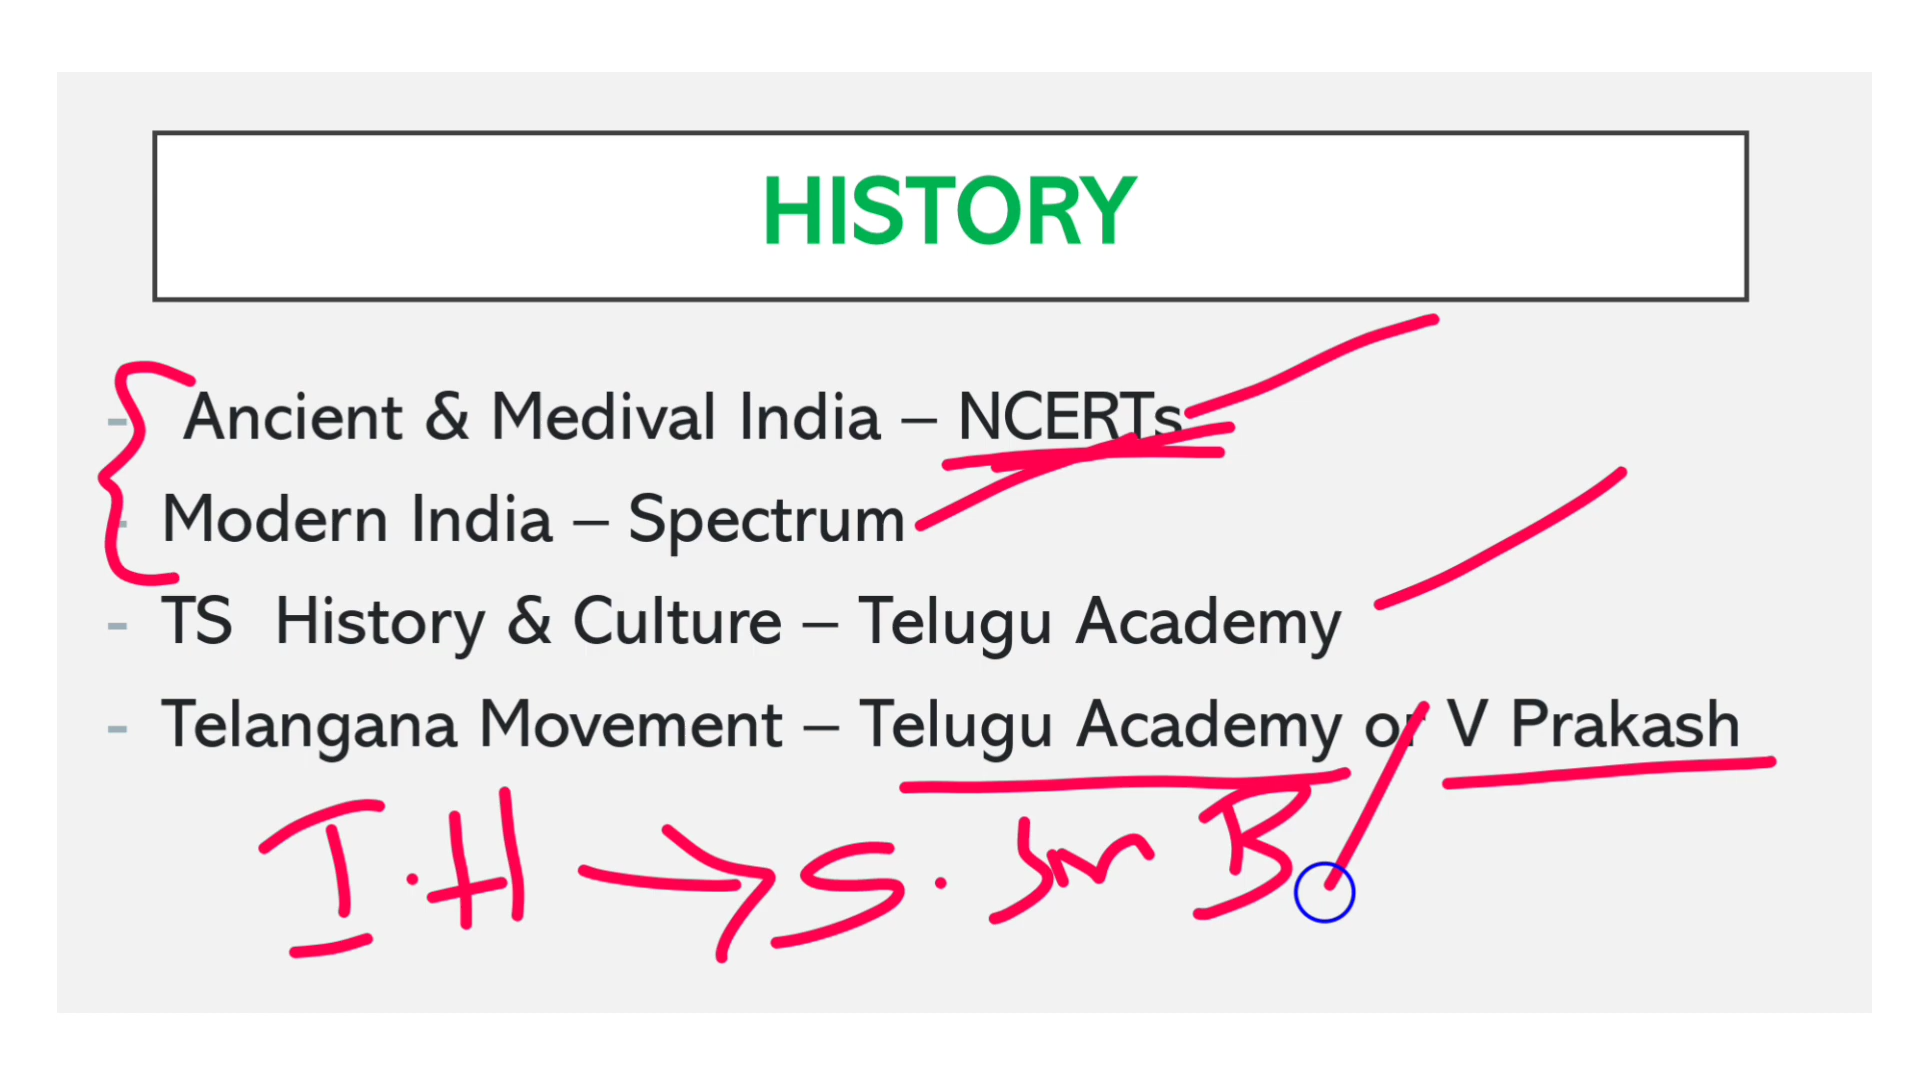 HISTORY
- Ancient & Medival India – NCERTs
- Modern India – Spectrum
- TS History & Culture – Telugu Academy
- Telangana Movement – Telugu Academy or V Prakash
I.H → S. Jm B